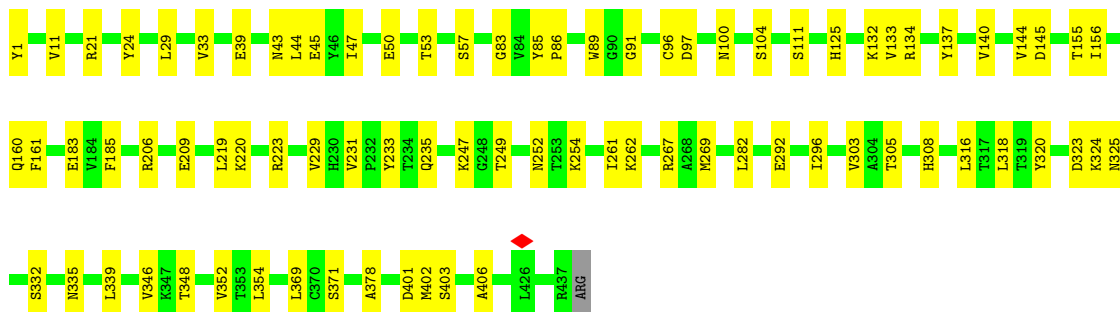 Y1 V11 R21 Y24 L29 V33 E39 N43 L44 E45 Y46 I47 E50 T53 S57 G83 V84 Y85 P86 W89 G90 G91 C96 D97 N100 S104 S111 H125 K132 V133 R134 Y137 V140 V144 D145 T155 I156
Q160 F161 E183 V184 F185 R206 E209 L219 K220 R223 V229 H230 V231 P232 Y233 T234 Q235 K247 G248 T249 N252 T253 K254 I261 K262 R267 A268 M269 L282 E292 I296 V303 A304 T305 H308 L316 T317 L318 T319 Y320 D323 K324 N325
S332 N335 L339 V346 K347 T348 V352 T353 L354 L369 C370 S371 A378 D401 M402 S403 A406 L426 R437 ARG